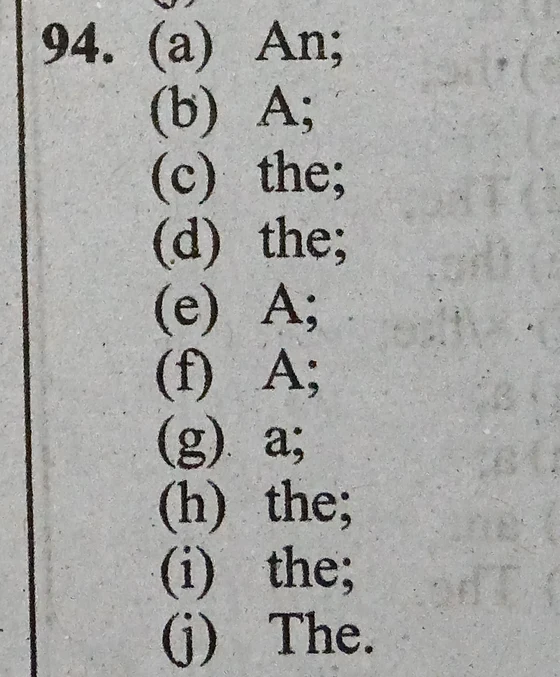 94. (a) An;
(b) A;
(c) the;
(d) the;
(e) A;
(f) A;
(g) a;
(h) the;
(i) the;
(j) The.